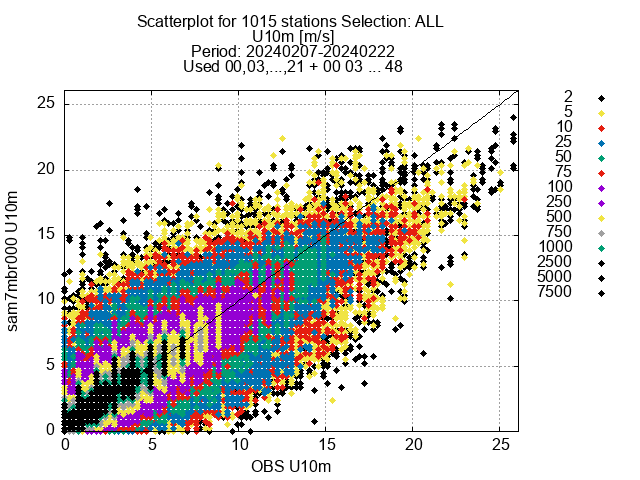 Scatterplot for 1015 stations Selection: ALL
U10m [m/s]
Period: 20240207-20240222
Used 00,03,...,21 + 00 03 ... 48
25
20
15
10
5
0
sam7mbr000 U10m
0 5 10 15 20 25
OBS U10m
2
5
10
25
50
75
100
250
500
750
1000
2500
5000
7500